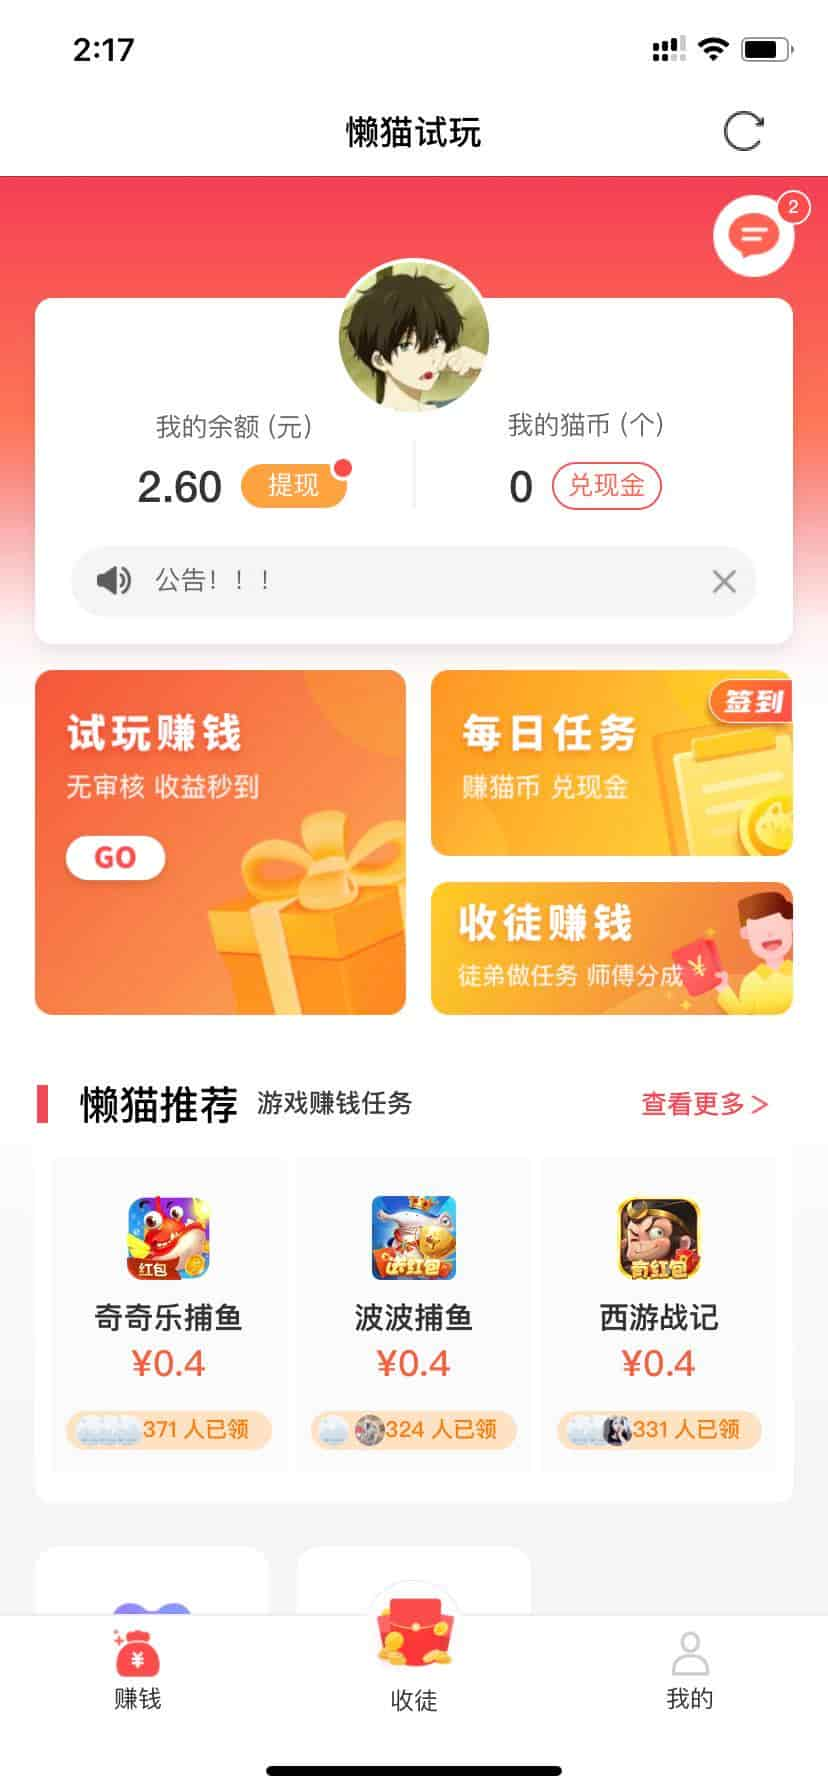 2:17
懒猫试玩
2
我的余额 (元)
我的猫币 (个)
2.60
提现
0
兑现金
公告！！！
试玩赚钱
无审核 收益秒到
GO
每日任务
签到
赚猫币 兑现金
收徒赚钱
徒弟做任务 师傅分成
¥
懒猫推荐
游戏赚钱任务
查看更多 >
红包
送红包
奇奇乐捕鱼
波波捕鱼
西游战记
¥0.4
¥0.4
¥0.4
371 人已领
324 人已领
331 人已领
¥
赚钱
收徒
我的